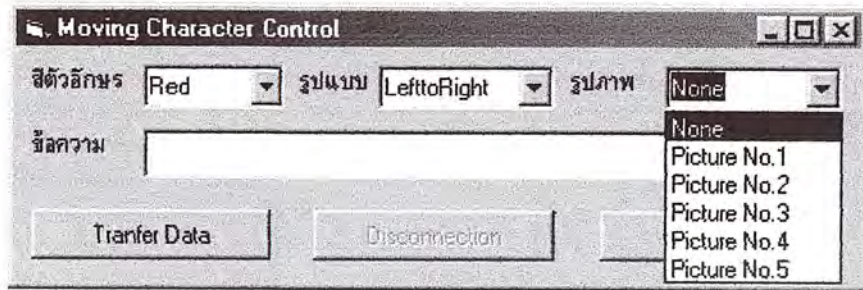 Moving Character Control
สีตัวอักษร Red รูปแบบ LefttoRight รูปภาพ None
None
ข้อความ
Picture No.1
Picture No.2
Picture No.3
Tranfer Data Disconnection
Picture No.4
Picture No.5